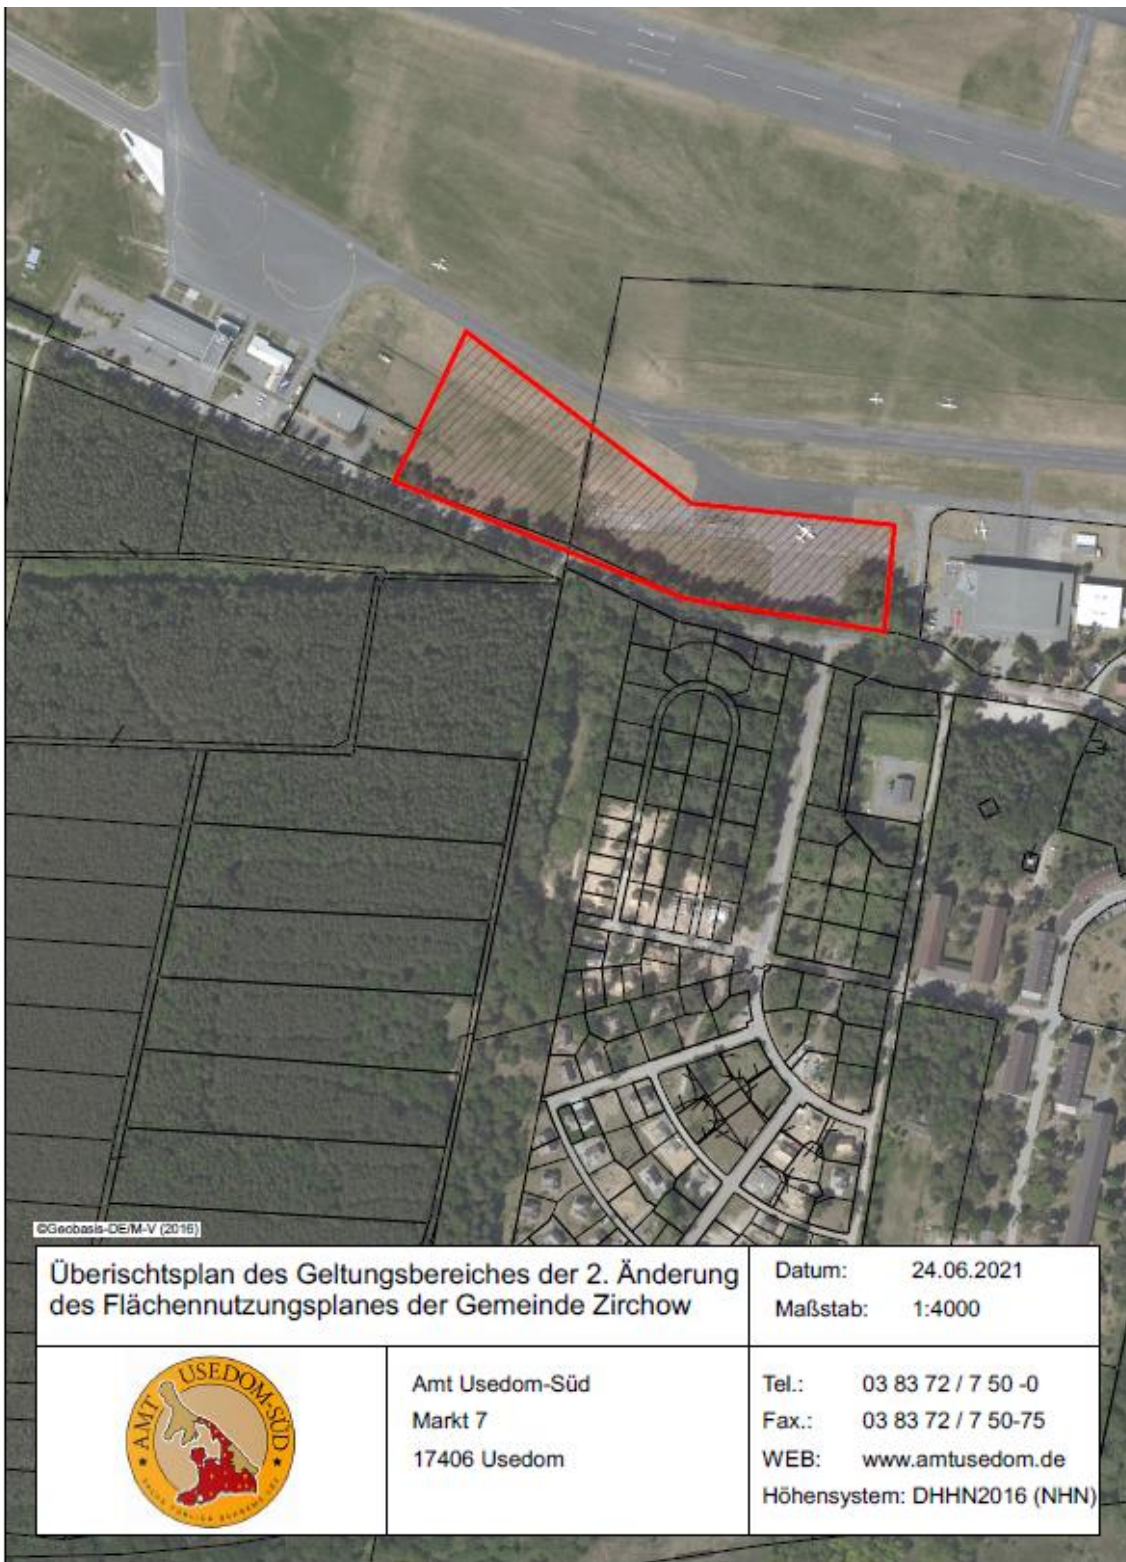 ©Geobasis-DE/M-V (2016)
Überischtsplan des Geltungsbereiches der 2. Änderung
des Flächennutzungsplanes der Gemeinde Zirchow
Datum: 24.06.2021
Maßstab: 1:4000
AMT USEDOM-SÜD
Amt Usedom-Süd
Markt 7
17406 Usedom
Tel.: 03 83 72 / 7 50 -0
Fax.: 03 83 72 / 7 50-75
WEB: www.amtusedom.de
Höhensystem: DHHN2016 (NHN)